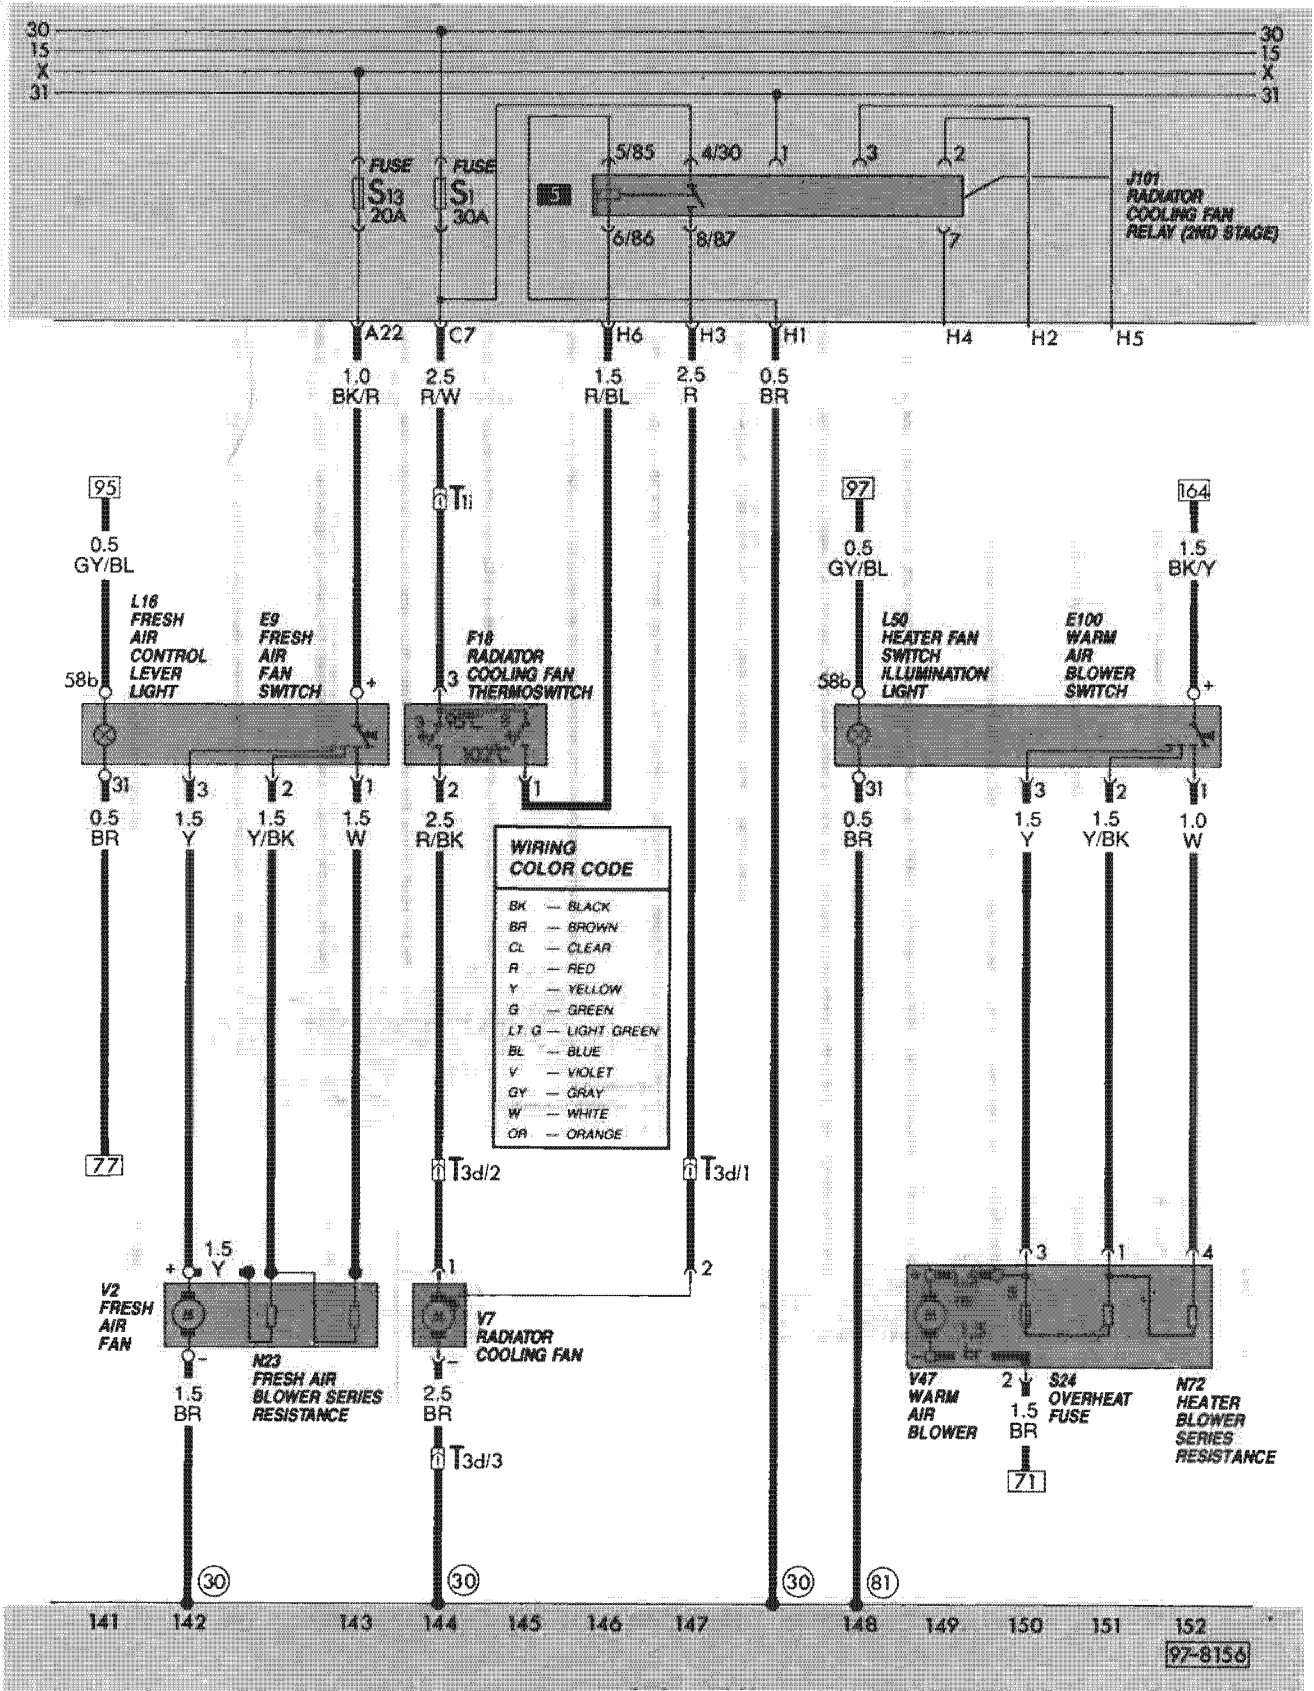 30 30
15 15
X X
31 31
5/85 4/30 1 3 2
FUSE S13 20A
FUSE S1 30A
5
J101
RADIATOR
COOLING FAN
RELAY (2ND STAGE)
6/86 8/87 7
A22 C7 H6 H3 H1 H4 H2 H5
1.0 2.5 1.5 2.5 0.5
BK/R R/W R/BL R BR
95 T1i 97 164
0.5 0.5 1.5
GY/BL GY/BL BK/Y
L16
FRESH
AIR
CONTROL
LEVER
LIGHT
E9
FRESH
AIR
FAN
SWITCH
F18
RADIATOR
COOLING FAN
THERMOSWITCH
L50
HEATER FAN
SWITCH
ILLUMINATION
LIGHT
E100
WARM
AIR
BLOWER
SWITCH
58b + 3 58b +
3 95°C
102°C
31 3 2 1 2 1 31 3 2 1
0.5 1.5 1.5 1.5 2.5 0.5 1.5 1.5 1.0
BR Y Y/BK W R/BK BR Y Y/BK W
WIRING
COLOR CODE
BK — BLACK
BR — BROWN
CL — CLEAR
R — RED
Y — YELLOW
G — GREEN
LT G — LIGHT GREEN
BL — BLUE
V — VIOLET
GY — GRAY
W — WHITE
OR — ORANGE
77 T3d/2 T3d/1
1.5
Y
+ 1 2 3 1 4
M M
V2
FRESH
AIR
FAN
V7
RADIATOR
COOLING FAN
N23
FRESH AIR
BLOWER SERIES
RESISTANCE
- -
V47
WARM
AIR
BLOWER
2
S24
OVERHEAT
FUSE
N72
HEATER
BLOWER
SERIES
RESISTANCE
1.5 2.5 1.5
BR BR BR
T3d/3 71
30 30 30 81
141 142 143 144 145 146 147 148 149 150 151 152
97-8156